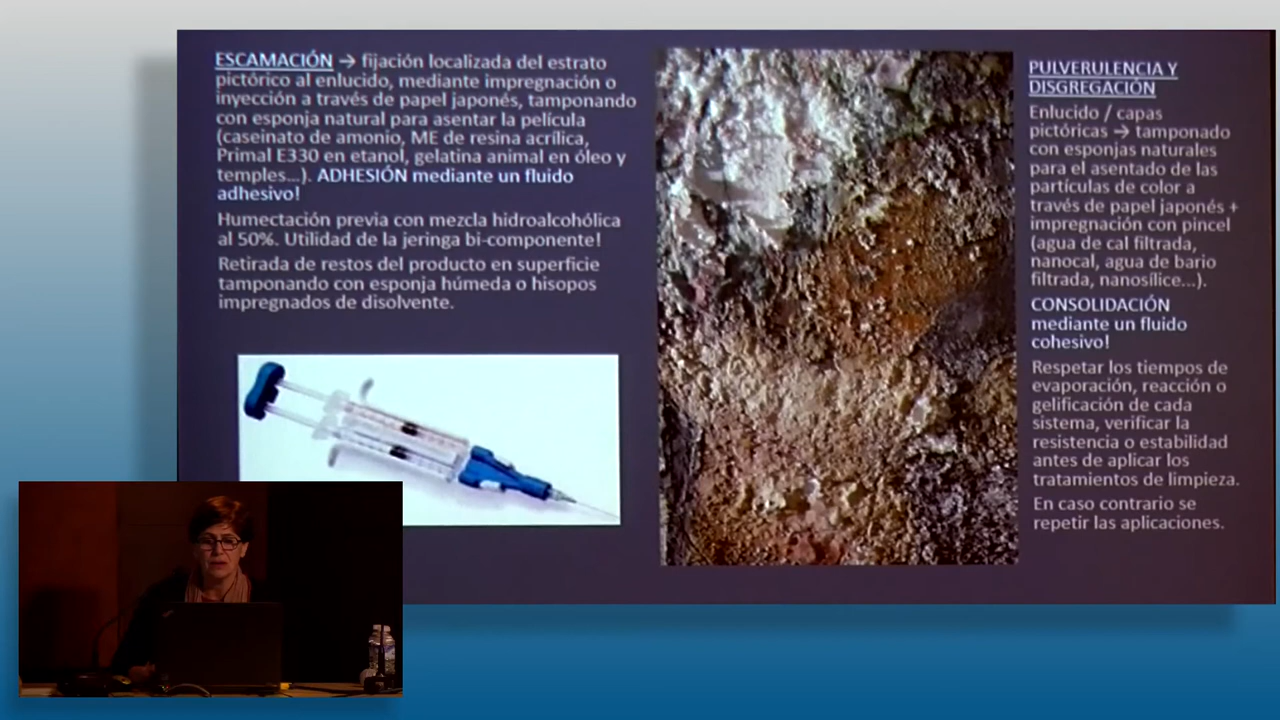 ESCAMACIÓN → fijación localizada del estrato
pictórico al enlucido, mediante impregnación o
inyección a través de papel japonés, tamponando
con esponja natural para asentar la película
(caseinato de amonio, ME de resina acrílica,
Primal E330 en etanol, gelatina animal en óleo y
temples...). ADHESIÓN mediante un fluido
adhesivo!
Humectación previa con mezcla hidroalcohólica
al 50%. Utilidad de la jeringa bi-componente!
Retirada de restos del producto en superficie
tamponando con esponja húmeda o hisopos
impregnados de disolvente.
PULVERULENCIA Y
DISGREGACIÓN
Enlucido / capas
pictóricas → tamponado
con esponjas naturales
para el asentado de las
partículas de color a
través de papel japonés +
impregnación con pincel
(agua de cal filtrada,
nanocal, agua de bario
filtrada, nanosílice...).
CONSOLIDACIÓN
mediante un fluido
cohesivo!
Respetar los tiempos de
evaporación, reacción o
gelificación de cada
sistema, verificar la
resistencia o estabilidad
antes de aplicar los
tratamientos de limpieza.
En caso contrario se
repetir las aplicaciones.